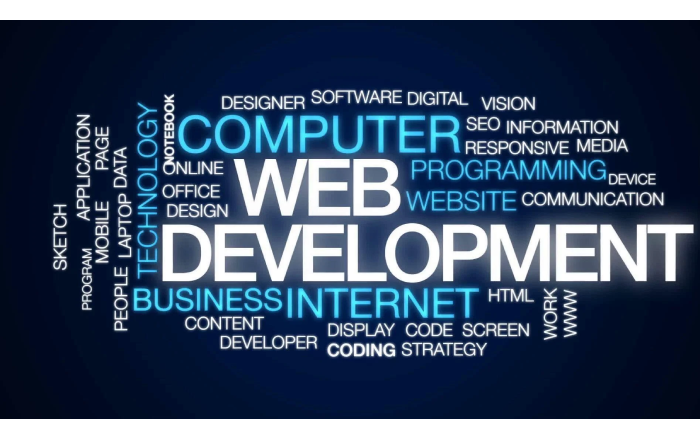 DESIGNER SOFTWARE DIGITAL VISION
COMPUTER SEO INFORMATION
RESPONSIVE MEDIA
NOTEBOOK
TECHNOLOGY
ONLINE
WEB PROGRAMMING DEVICE
OFFICE
WEBSITE COMMUNICATION
DESIGN
DEVELOPMENT
SKETCH
PROGRAM
APPLICATION
MOBILE PAGE
PEOPLE LAPTOP DATA
BUSINESS INTERNET HTML
WORK
WWW
CONTENT DISPLAY CODE SCREEN
DEVELOPER CODING STRATEGY